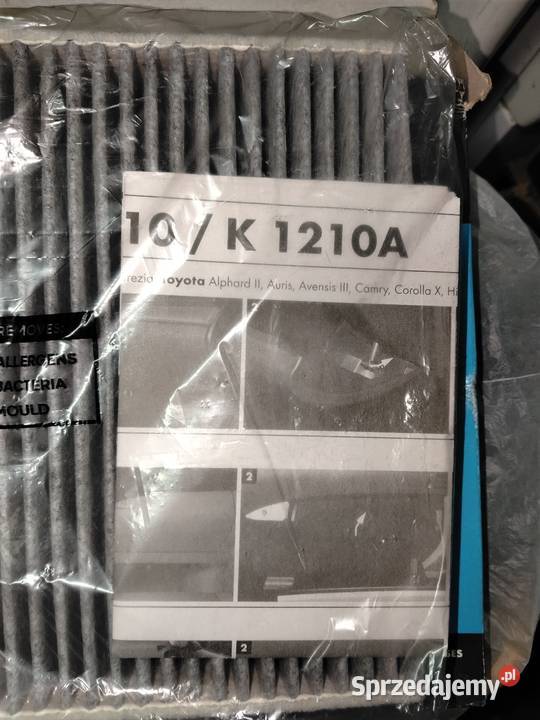 10 / K 1210A
rezia Toyota Alphard II, Auris, Avensis III, Camry, Corolla X, Hi
REMOVES:
ALLERGENS
BACTERIA
MOULD
2
2
Sprzedajemy.pl